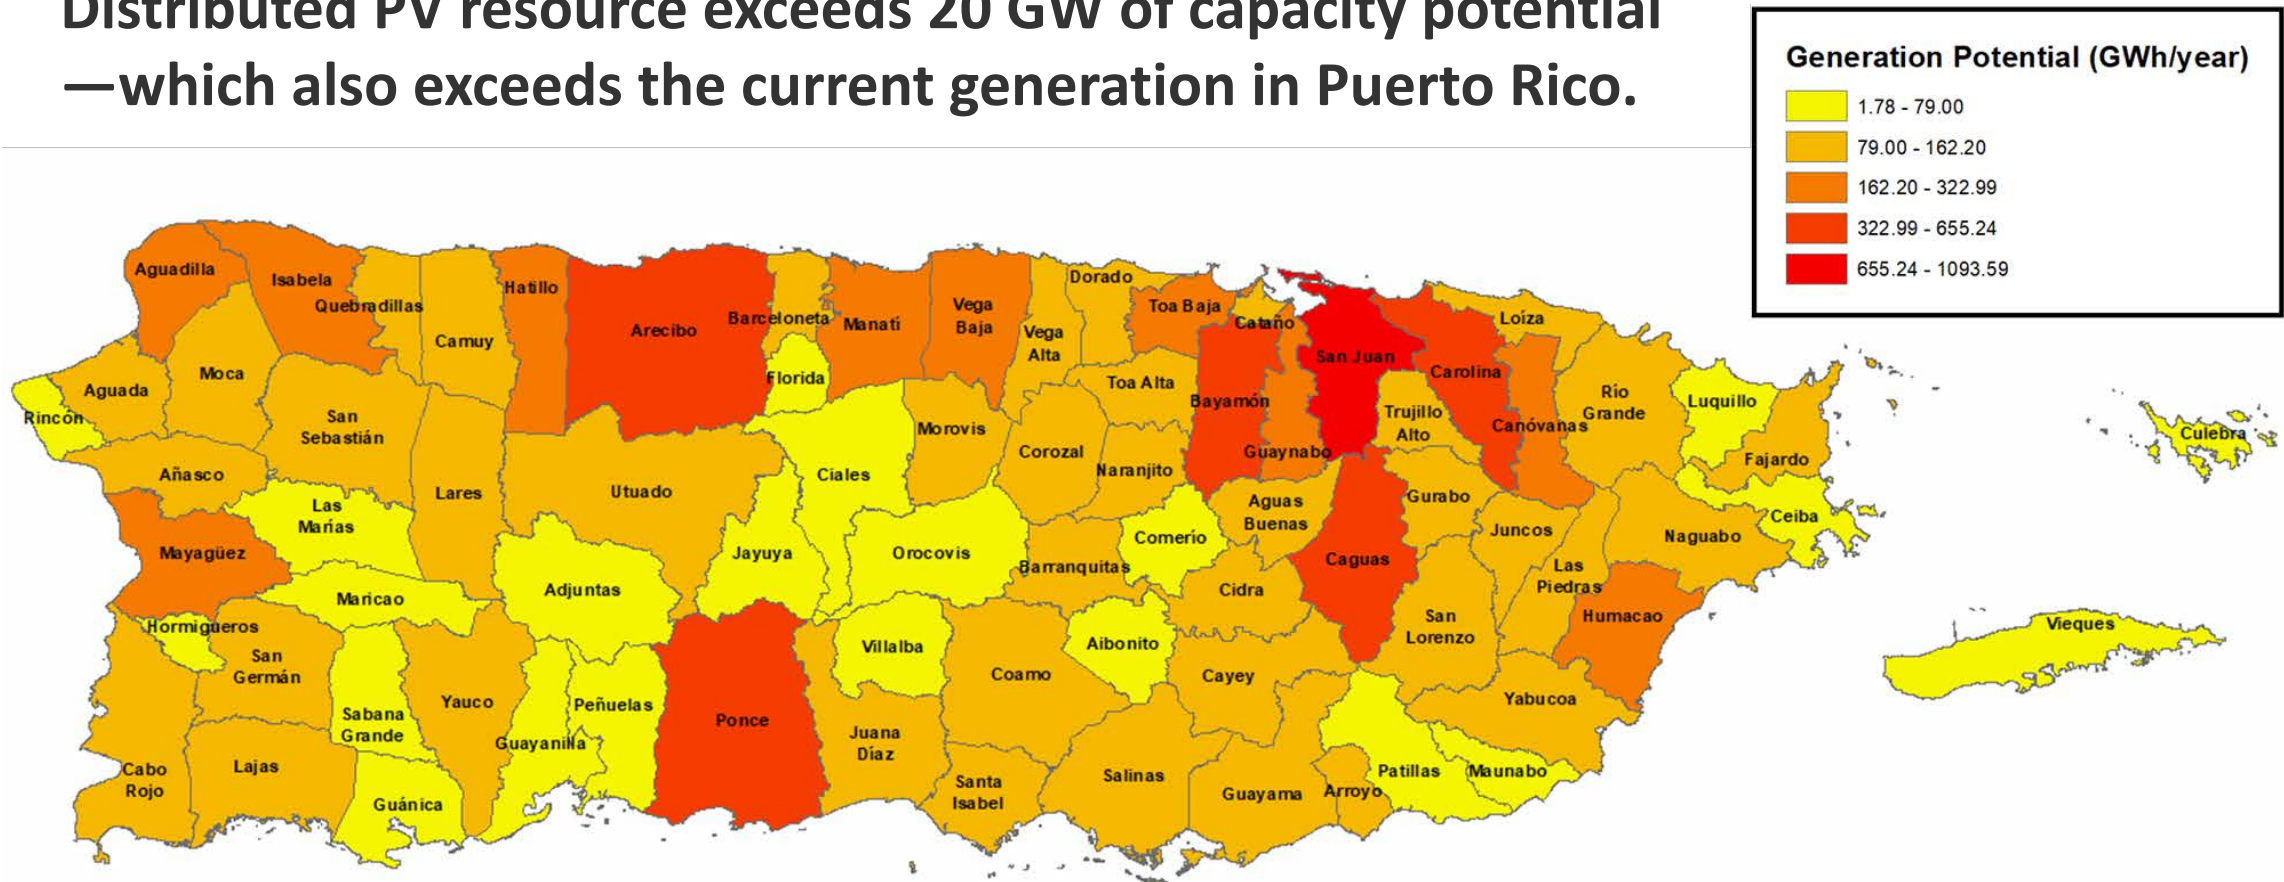 Distributed PV resource exceeds 20 GW of capacity potential
—which also exceeds the current generation in Puerto Rico.
Generation Potential (GWh/year)
1.78 - 79.00
79.00 - 162.20
162.20 - 322.99
322.99 - 655.24
655.24 - 1093.59
Aguadilla
Isabela
Quebradillas
Camuy
Hatillo
Arecibo
Barceloneta
Florida
Manatí
Vega
Baja
Vega
Alta
Dorado
Toa Baja
Cataño
San Juan
Carolina
Loíza
Canóvanas
Río
Grande
Luquillo
Fajardo
Culebra
Rincón
Aguada
Moca
San
Sebastián
Lares
Utuado
Ciales
Morovis
Corozal
Toa Alta
Naranjito
Bayamón
Guaynabo
Trujillo
Alto
Añasco
Las
Marías
Mayagüez
Maricao
Adjuntas
Jayuya
Orocovis
Barranquitas
Comerío
Aguas
Buenas
Cidra
Caguas
Gurabo
Juncos
San
Lorenzo
Las
Piedras
Naguabo
Ceiba
Humacao
Vieques
Hormigueros
San
Germán
Sabana
Grande
Yauco
Guayanilla
Peñuelas
Ponce
Villalba
Juana
Díaz
Coamo
Aibonito
Cayey
Yabucoa
Cabo
Rojo
Lajas
Guánica
Santa
Isabel
Salinas
Guayama
Arroyo
Patillas
Maunabo